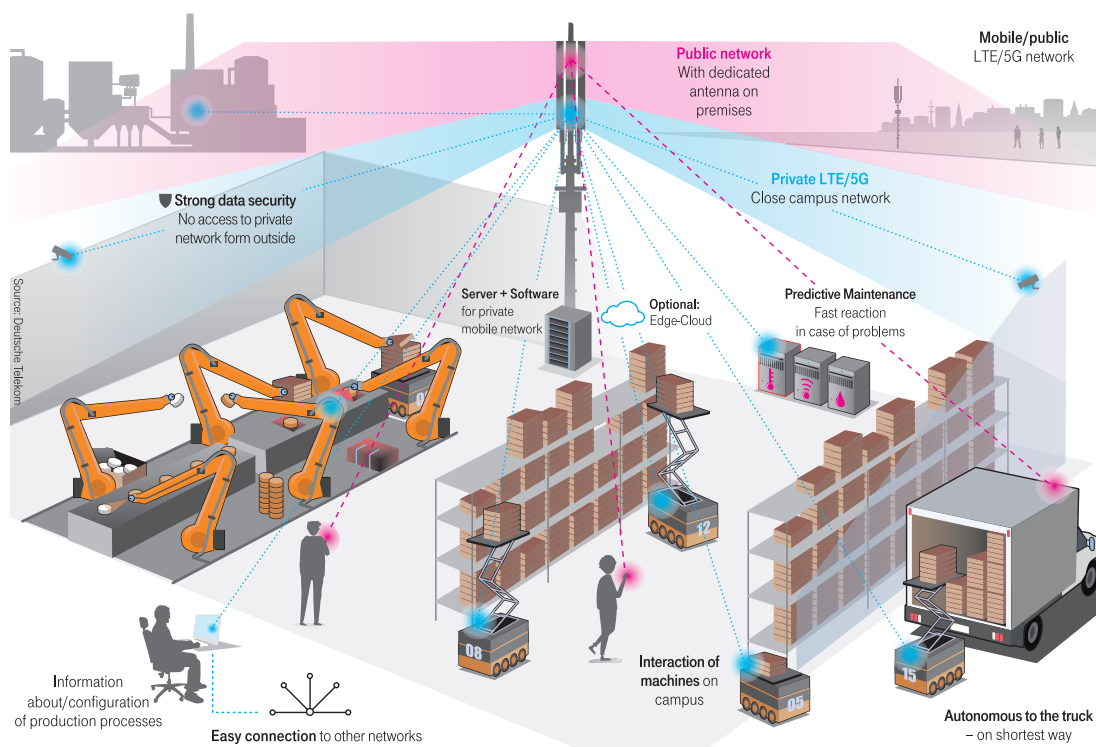 Mobile/public
LTE/5G network
Public network
With dedicated
antenna on
premises
Strong data security
No access to private
network form outside
Private LTE/5G
Close campus network
Source: Deutsche Telekom
Server + Software
for private
mobile network
Optional:
Edge-Cloud
Predictive Maintenance
Fast reaction
in case of problems
12
08
15
05
Interaction of
machines on
campus
Information
about/configuration
of production processes
Easy connection to other networks
Autonomous to the truck
– on shortest way